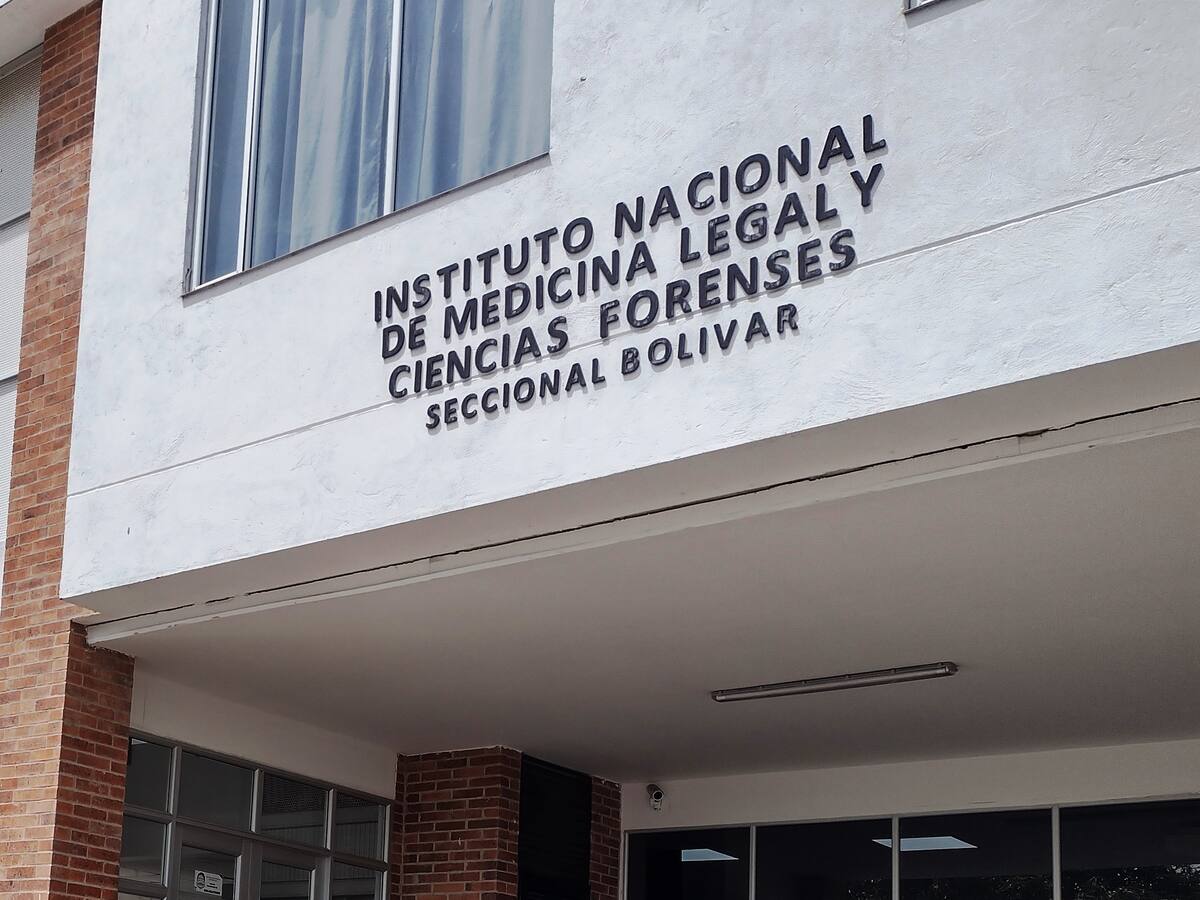 INSTITUTO NACIONAL
DE MEDICINA LEGAL Y
CIENCIAS FORENSES
SECCIONAL BOLIVAR